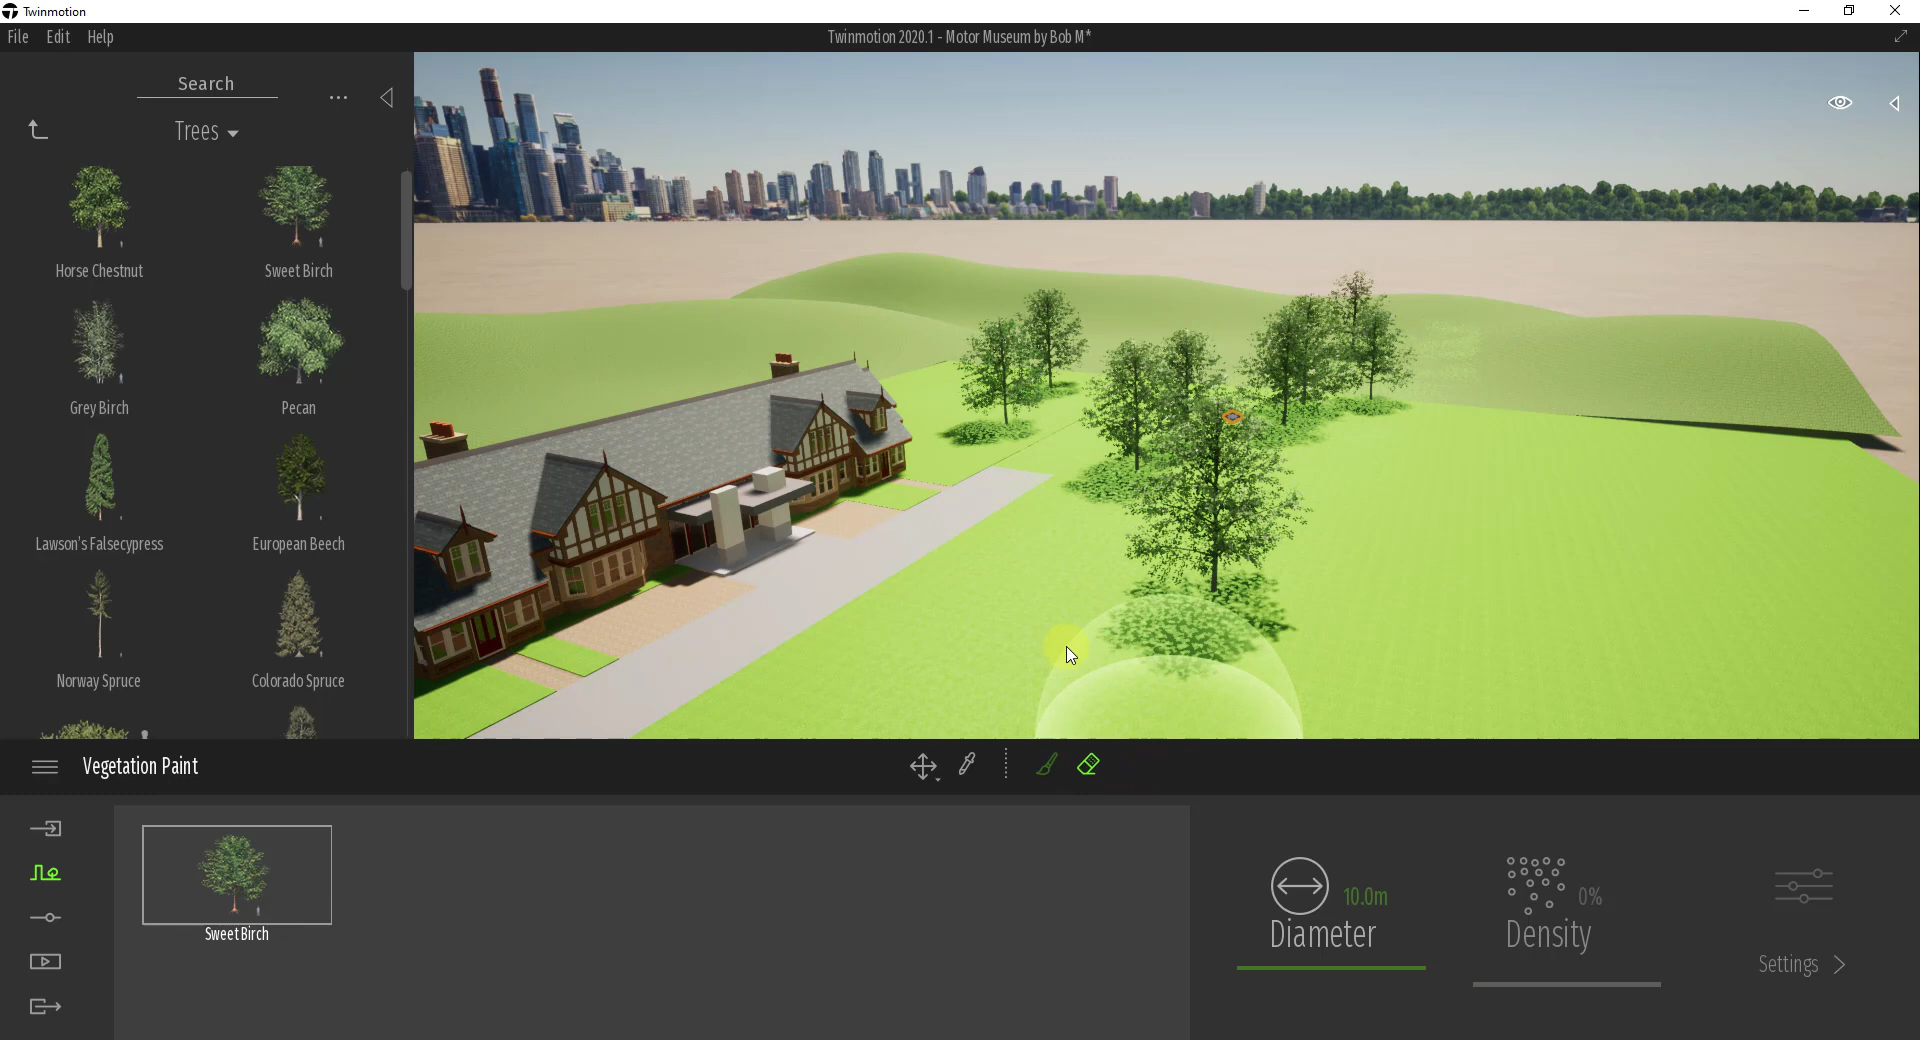 Twinmotion
File Edit Help
Twinmotion 2020.1 - Motor Museum by Bob M*
Search
Trees
Horse Chestnut
Sweet Birch
Grey Birch
Pecan
Lawson's Falsecypress
European Beech
Norway Spruce
Colorado Spruce
Vegetation Paint
Sweet Birch
10.0m
Diameter
0%
Density
Settings